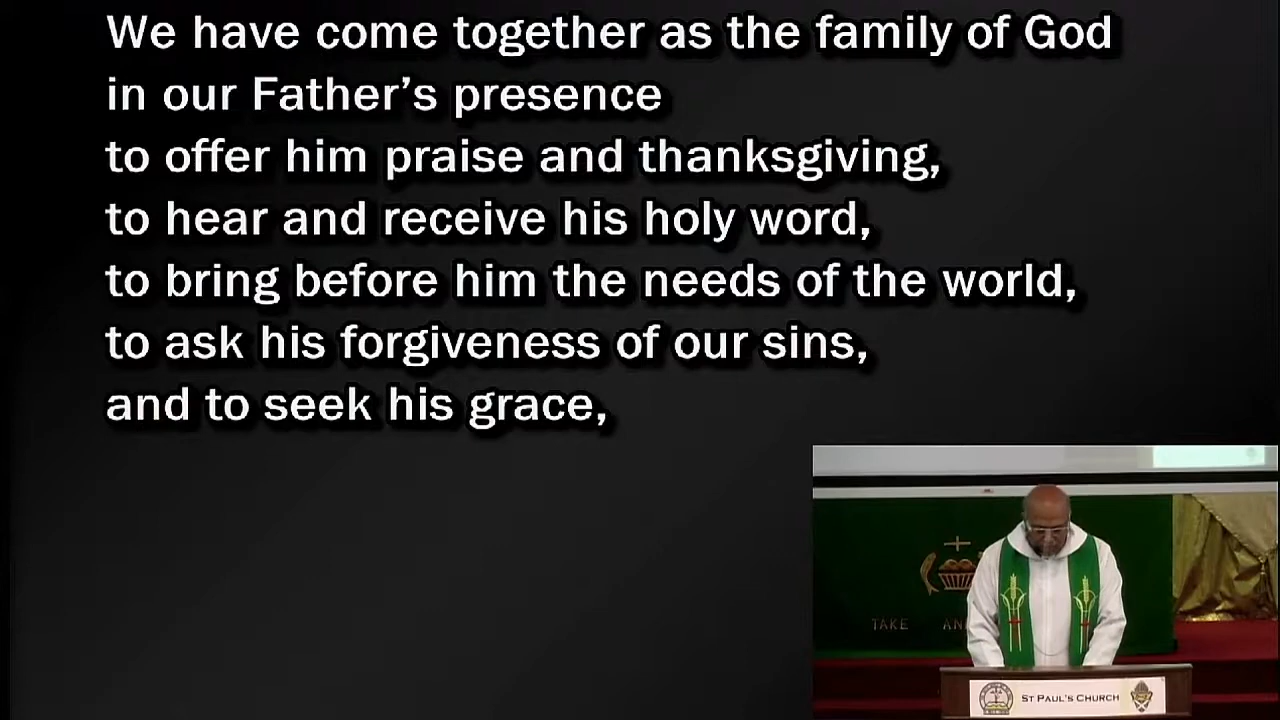 We have come together as the family of God
in our Father’s presence
to offer him praise and thanksgiving,
to hear and receive his holy word,
to bring before him the needs of the world,
to ask his forgiveness of our sins,
and to seek his grace,
TAKE
ST PAUL'S CHURCH